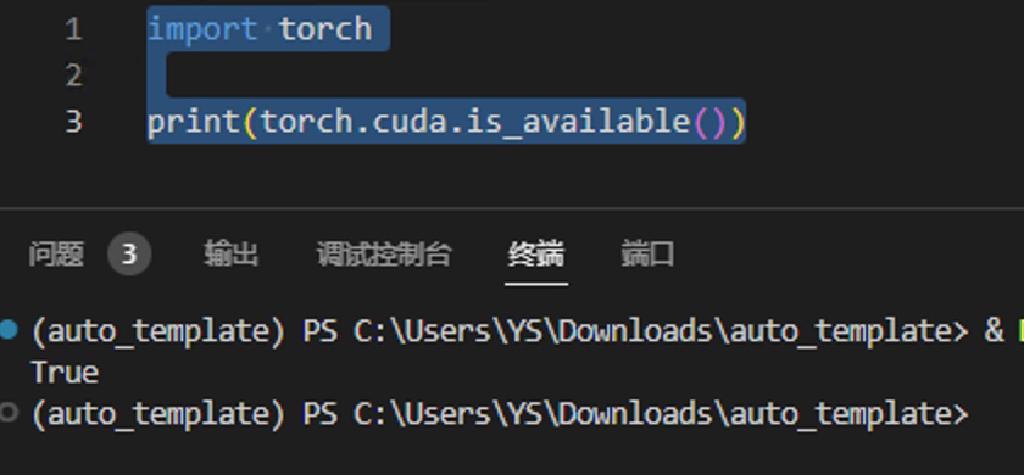 1 import torch
2
3 print(torch.cuda.is_available())
问题 3 输出 调试控制台 终端 端口
(auto_template) PS C:\Users\YS\Downloads\auto_template> &
True
(auto_template) PS C:\Users\YS\Downloads\auto_template>